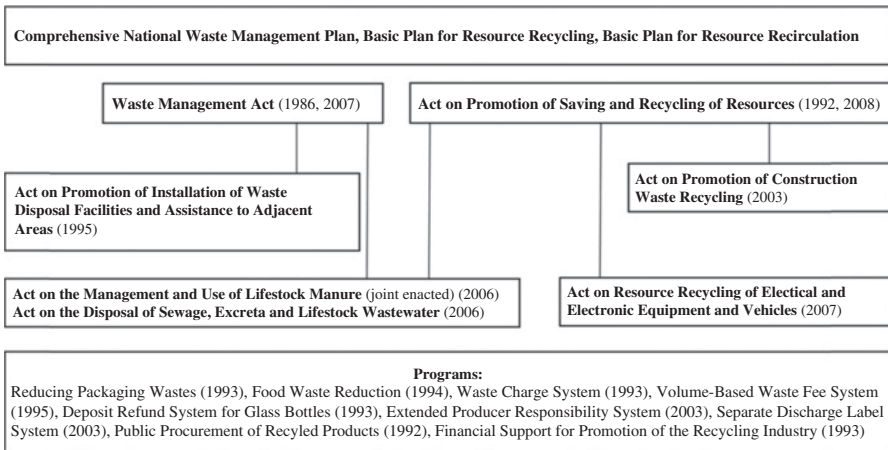 Comprehensive National Waste Management Plan, Basic Plan for Resource Recycling, Basic Plan for Resource Recirculation
Waste Management Act (1986, 2007)
Act on Promotion of Saving and Recycling of Resources (1992, 2008)
Act on Promotion of Installation of Waste
Disposal Facilities and Assistance to Adjacent
Areas (1995)
Act on Promotion of Construction
Waste Recycling (2003)
Act on the Management and Use of Lifestock Manure (joint enacted) (2006)
Act on the Disposal of Sewage, Excreta and Lifestock Wastewater (2006)
Act on Resource Recycling of Electical and
Electronic Equipment and Vehicles (2007)
Programs:
Reducing Packaging Wastes (1993), Food Waste Reduction (1994), Waste Charge System (1993), Volume-Based Waste Fee System
(1995), Deposit Refund System for Glass Bottles (1993), Extended Producer Responsibility System (2003), Separate Discharge Label
System (2003), Public Procurement of Recyled Products (1992), Financial Support for Promotion of the Recycling Industry (1993)